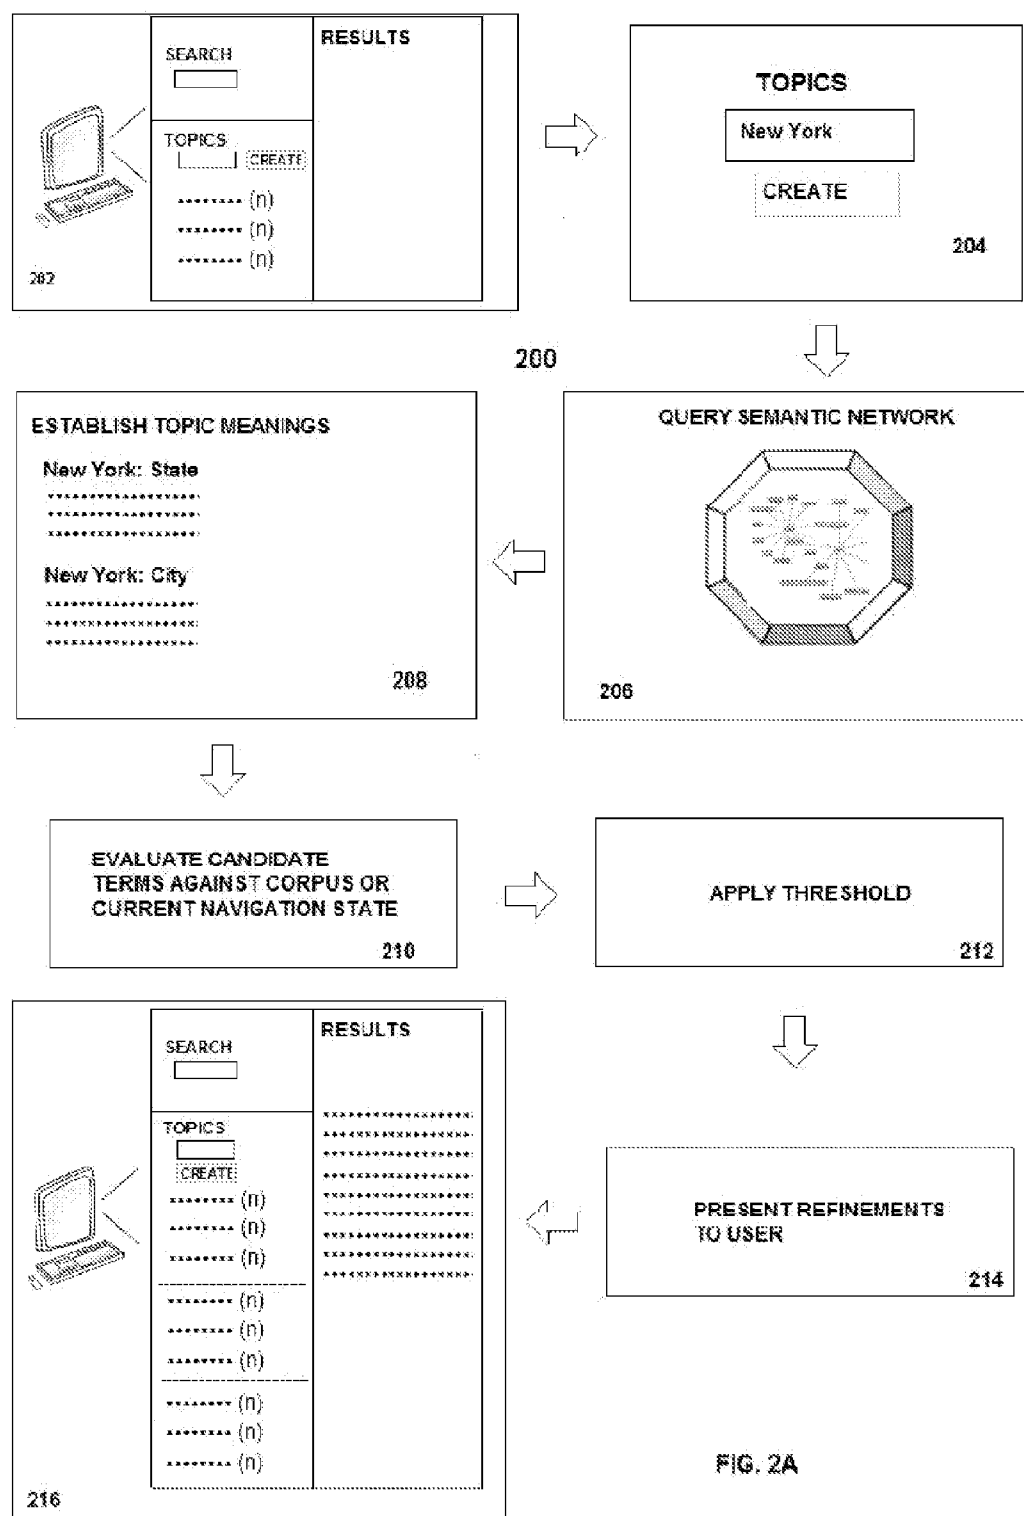 SEARCH
RESULTS
TOPICS
CREATE
(n)
(n)
(n)
202
TOPICS
New York
CREATE
204
200
QUERY SEMANTIC NETWORK
206
ESTABLISH TOPIC MEANINGS
New York: State
New York: City
208
EVALUATE CANDIDATE
TERMS AGAINST CORPUS OR
CURRENT NAVIGATION STATE
210
APPLY THRESHOLD
212
PRESENT REFINEMENTS
TO USER
214
SEARCH
RESULTS
TOPICS
CREATE
(n)
(n)
(n)
(n)
(n)
(n)
(n)
(n)
(n)
216
FIG. 2A